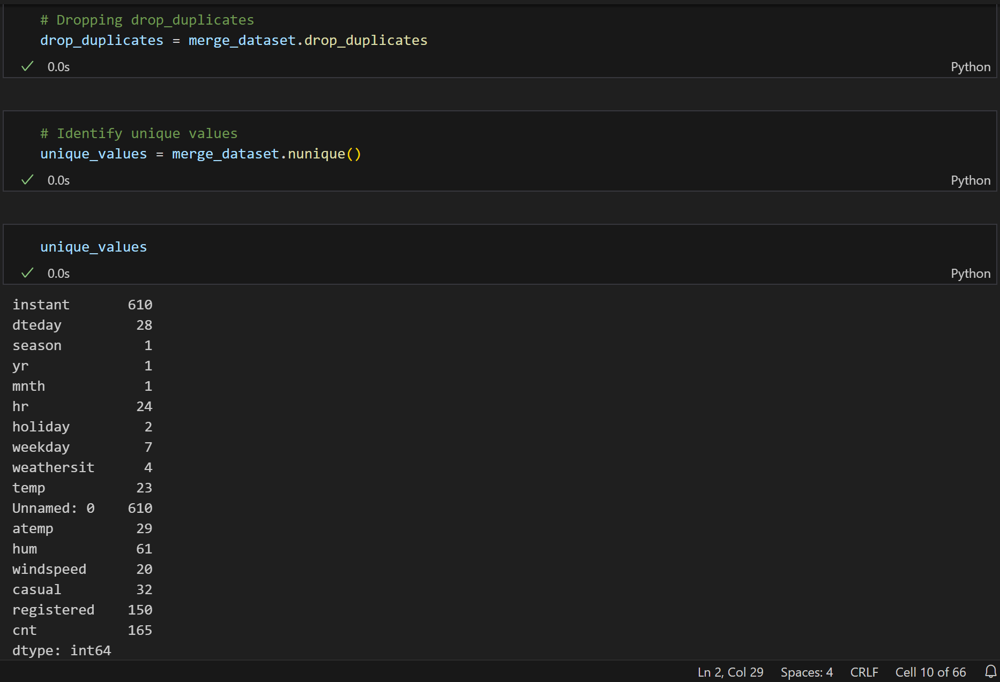 # Dropping drop_duplicates
drop_duplicates = merge_dataset.drop_duplicates
0.0s
Python
# Identify unique values
unique_values = merge_dataset.nunique()
0.0s
Python
unique_values
0.0s
Python
instant 610
dteday 28
season 1
yr 1
mnth 1
hr 24
holiday 2
weekday 7
weathersit 4
temp 23
Unnamed: 0 610
atemp 29
hum 61
windspeed 20
casual 32
registered 150
cnt 165
dtype: int64
Ln 2, Col 29 Spaces: 4 CRLF Cell 10 of 66